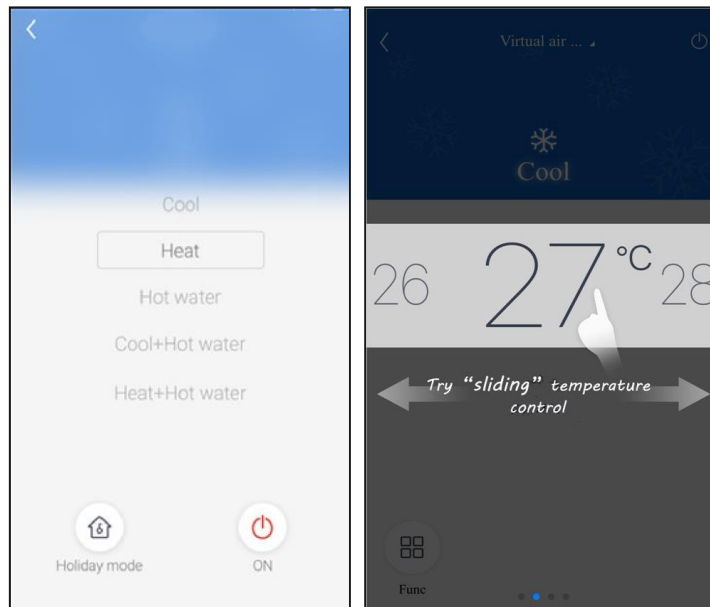 Cool
Heat
Hot water
Cool+Hot water
Heat+Hot water
Holiday mode
ON
Virtual air ...
Cool
26
27°C
28
Try “sliding” temperature
control
Func